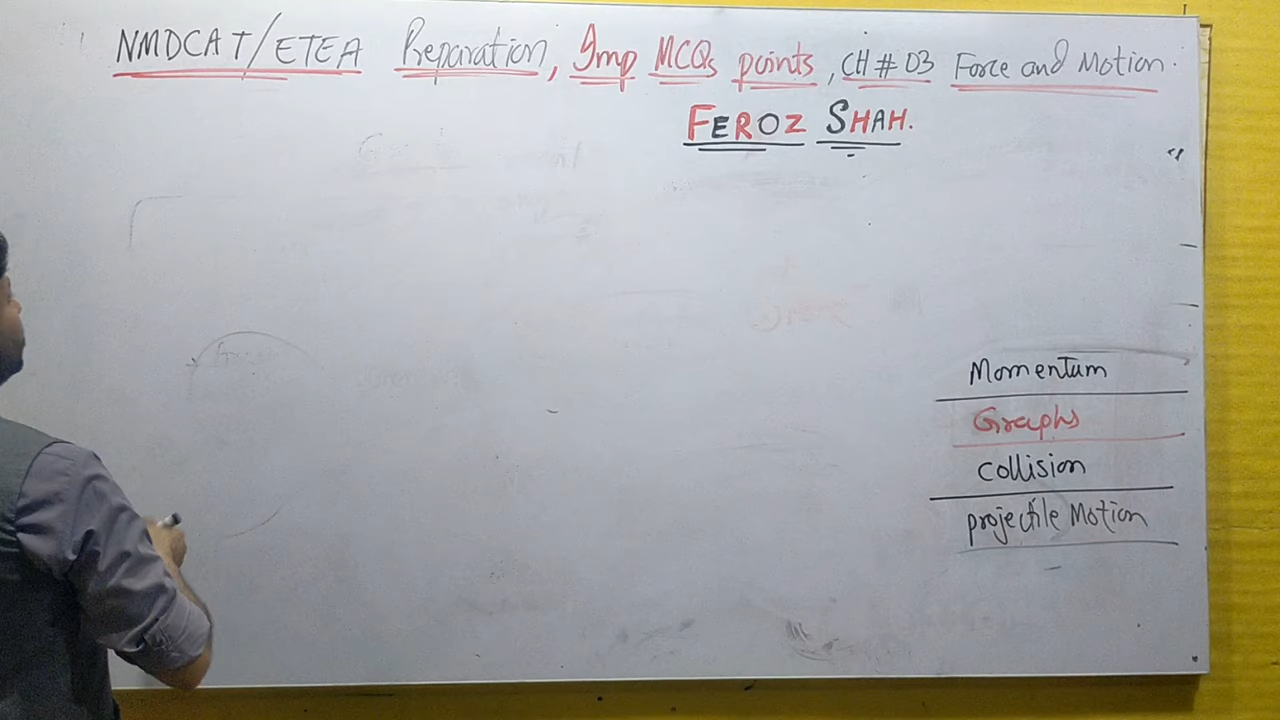 NMDCAT/ETEA Preparation, Imp MCQs points, CH # 03 Force and Motion.
FEROZ SHAH.
Momentum
Graphs
Collision
projectile Motion